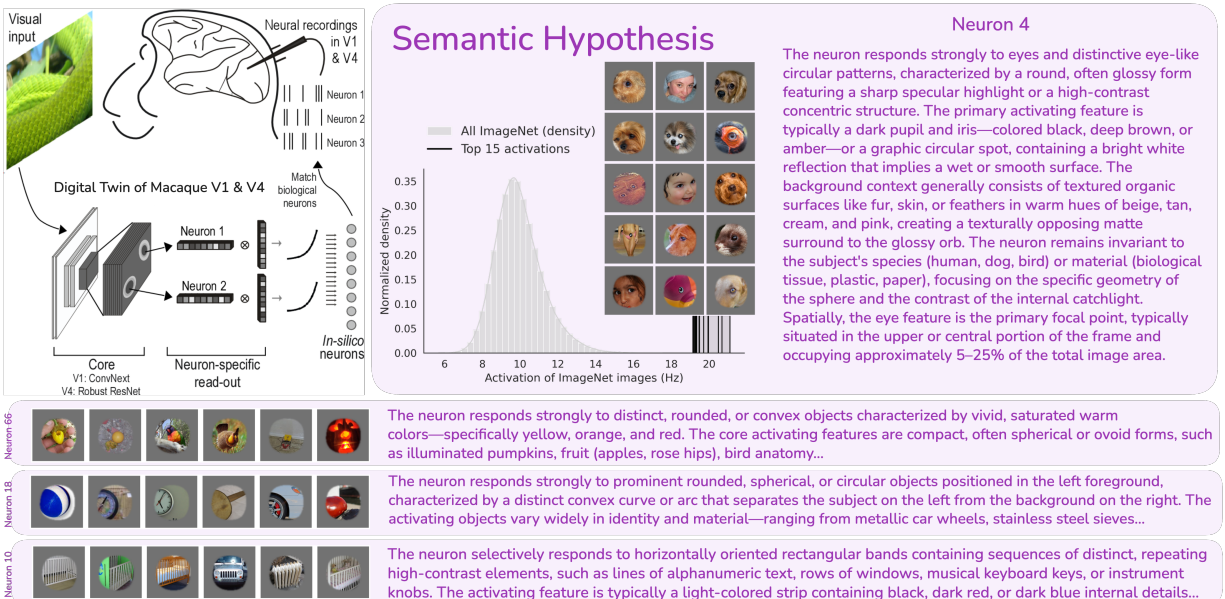 Visual
input
Neural recordings
in V1
& V4
Neuron 1
Neuron 2
Neuron 3
Digital Twin of Macaque V1 & V4
Match
biological
neurons
Neuron 1
Neuron 2
In-silico
neurons
Core
V1: ConvNext
V4: Robust ResNet
Neuron-specific
read-out
Semantic Hypothesis
All ImageNet (density)
Top 15 activations
Normalized density
0.35
0.30
0.25
0.20
0.15
0.10
0.05
0.00
6 8 10 12 14 16 18 20
Activation of ImageNet images (Hz)
Neuron 4
The neuron responds strongly to eyes and distinctive eye-like
circular patterns, characterized by a round, often glossy form
featuring a sharp specular highlight or a high-contrast
concentric structure. The primary activating feature is
typically a dark pupil and iris—colored black, deep brown, or
amber—or a graphic circular spot, containing a bright white
reflection that implies a wet or smooth surface. The
background context generally consists of textured organic
surfaces like fur, skin, or feathers in warm hues of beige, tan,
cream, and pink, creating a texturally opposing matte
surround to the glossy orb. The neuron remains invariant to
the subject's species (human, dog, bird) or material (biological
tissue, plastic, paper), focusing on the specific geometry of
the sphere and the contrast of the internal catchlight.
Spatially, the eye feature is the primary focal point, typically
situated in the upper or central portion of the frame and
occupying approximately 5–25% of the total image area.
Neuron 66
The neuron responds strongly to distinct, rounded, or convex objects characterized by vivid, saturated warm
colors—specifically yellow, orange, and red. The core activating features are compact, often spherical or ovoid forms, such
as illuminated pumpkins, fruit (apples, rose hips), bird anatomy...
Neuron 18
The neuron responds strongly to prominent rounded, spherical, or circular objects positioned in the left foreground,
characterized by a distinct convex curve or arc that separates the subject on the left from the background on the right. The
activating objects vary widely in identity and material—ranging from metallic car wheels, stainless steel sieves...
Neuron 10
The neuron selectively responds to horizontally oriented rectangular bands containing sequences of distinct, repeating
high-contrast elements, such as lines of alphanumeric text, rows of windows, musical keyboard keys, or instrument
knobs. The activating feature is typically a light-colored strip containing black, dark red, or dark blue internal details...